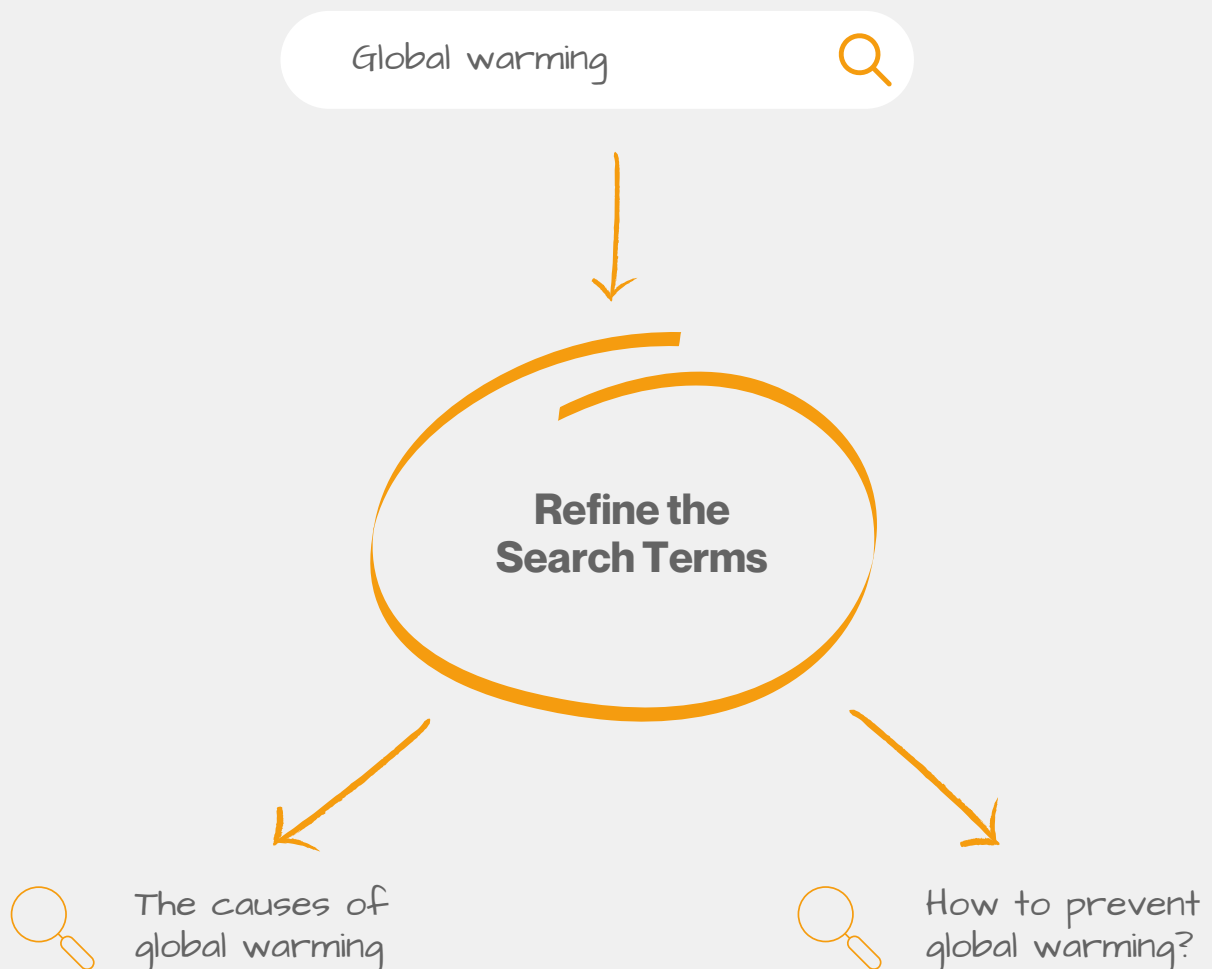 Global warming
Refine the
Search Terms
The causes of
global warming
How to prevent
global warming?